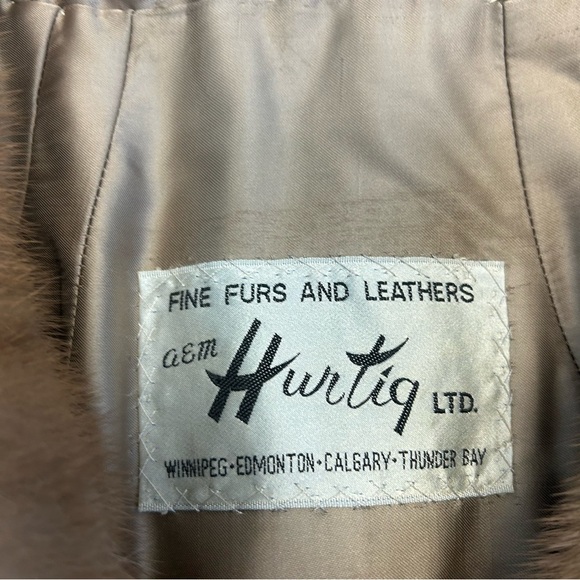 FINE FURS AND LEATHERS
A&M Hurtig LTD.
WINNIPEG • EDMONTON • CALGARY • THUNDER BAY